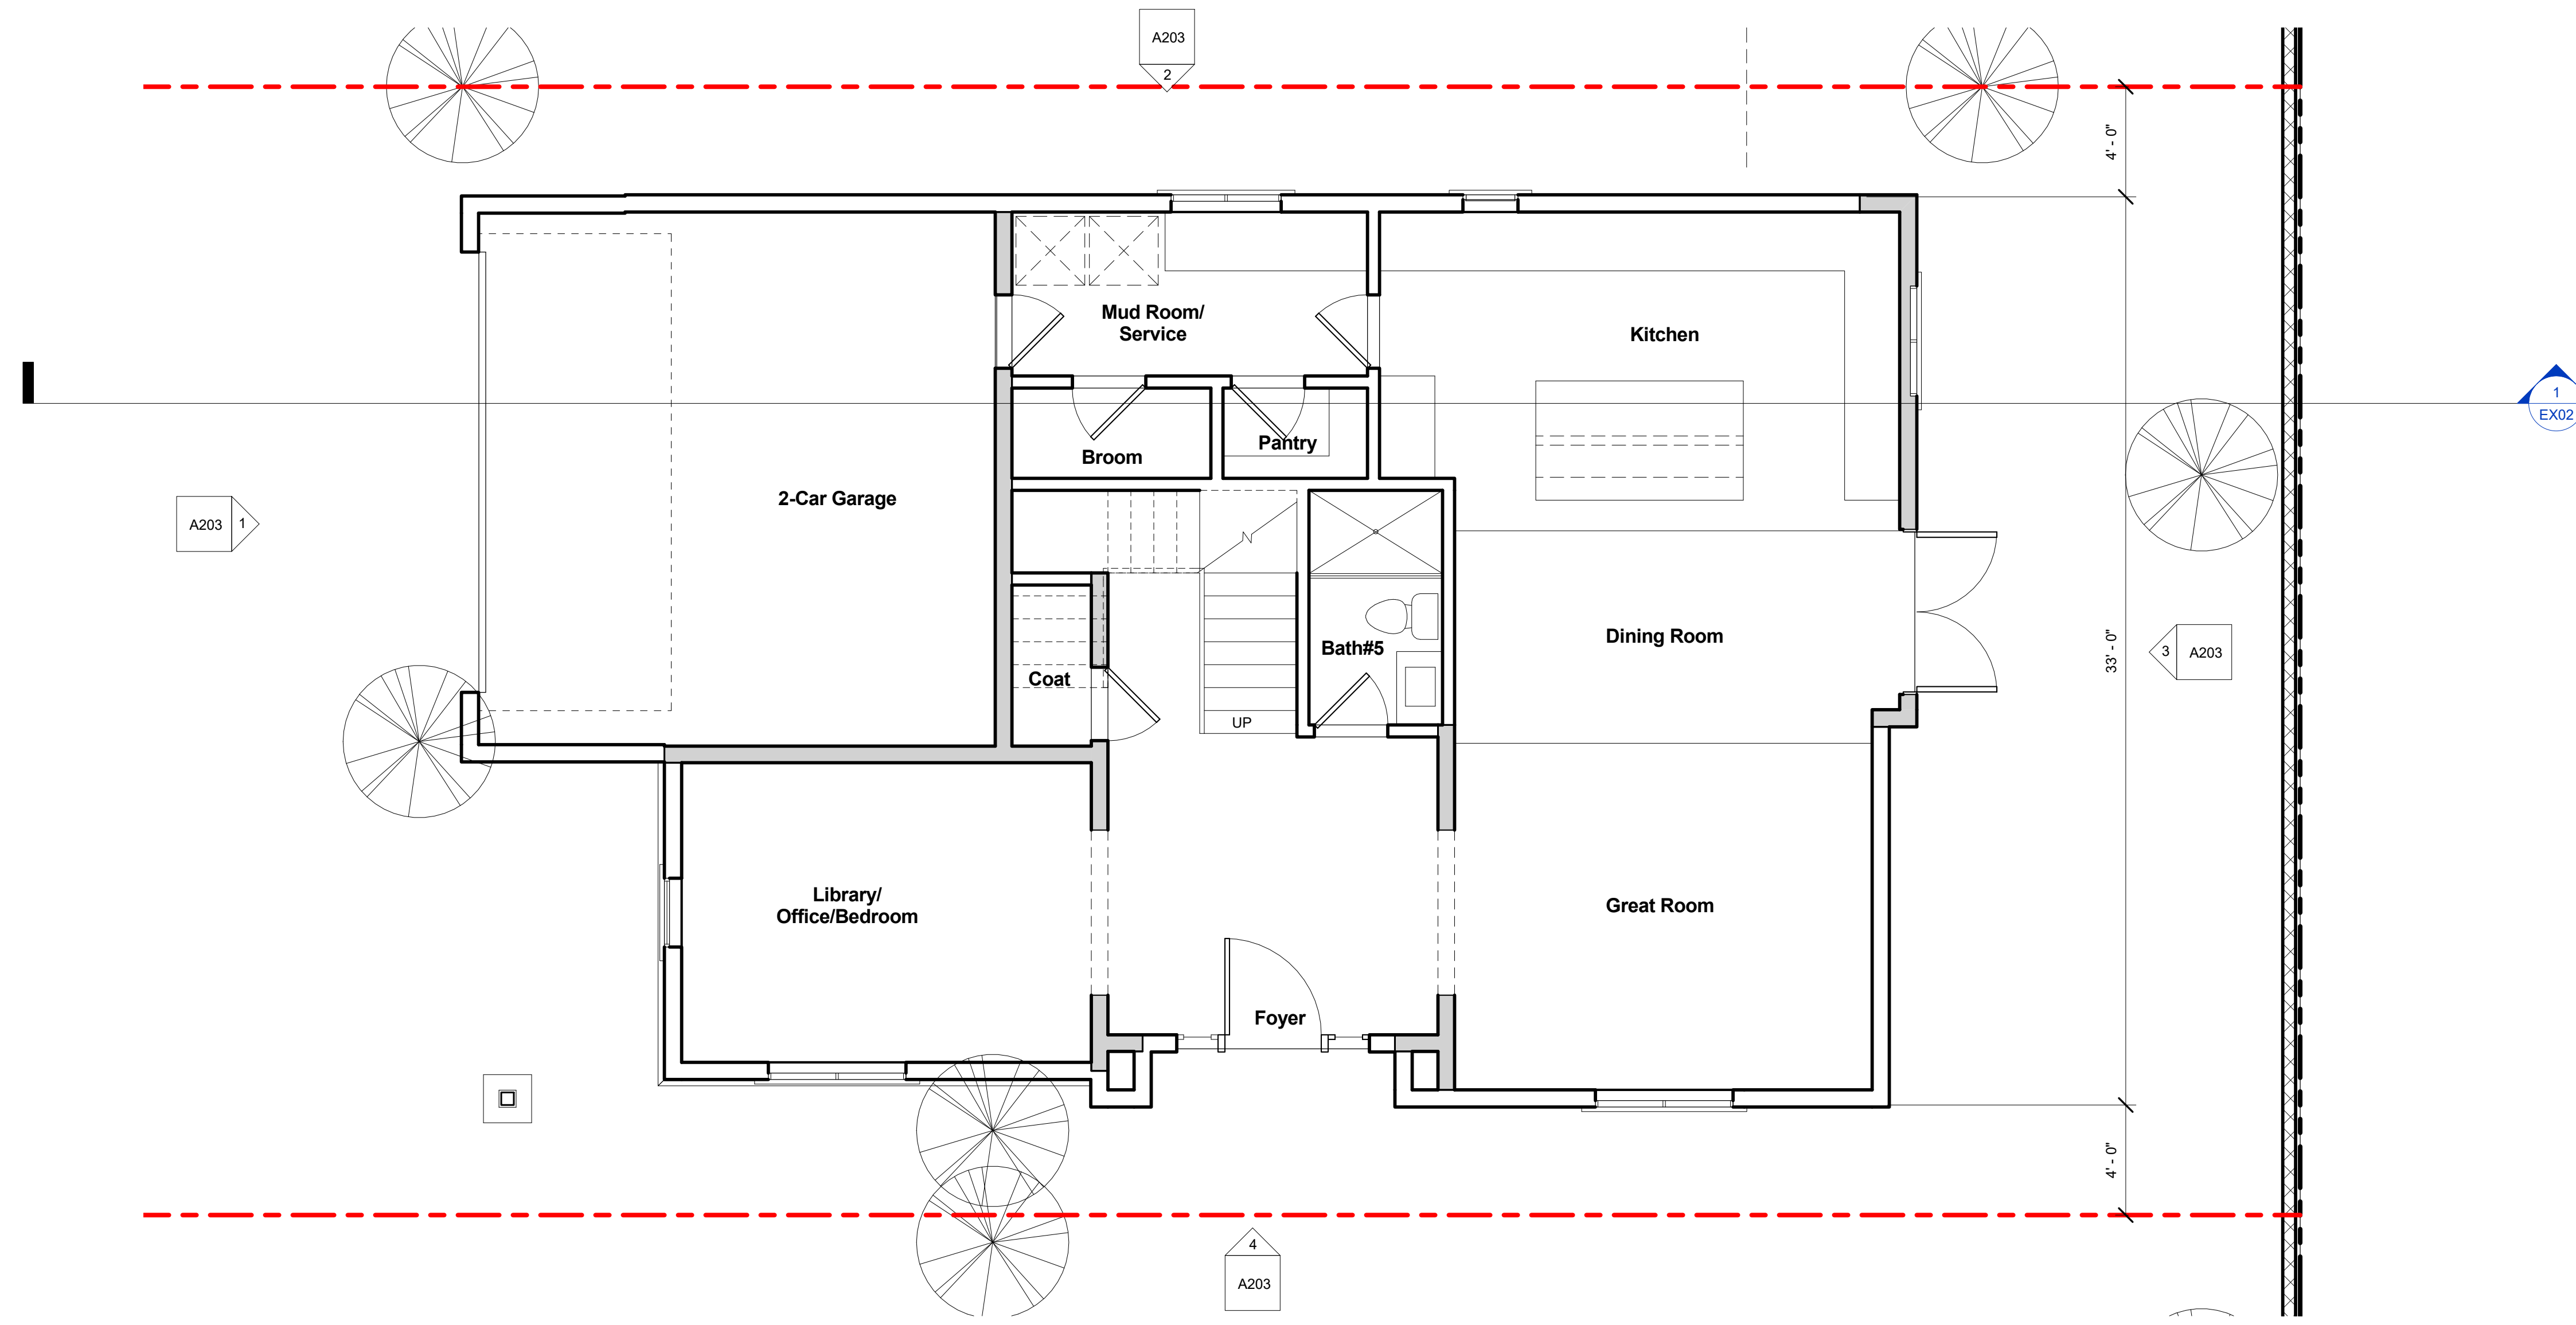 A203
2
4' - 0"
Mud Room/
Service
Kitchen
1
EX02
Broom
Pantry
2-Car Garage
A203
1
Bath#5
Dining Room
33' - 0"
3
A203
Coat
UP
Library/
Office/Bedroom
Great Room
Foyer
4' - 0"
4
A203